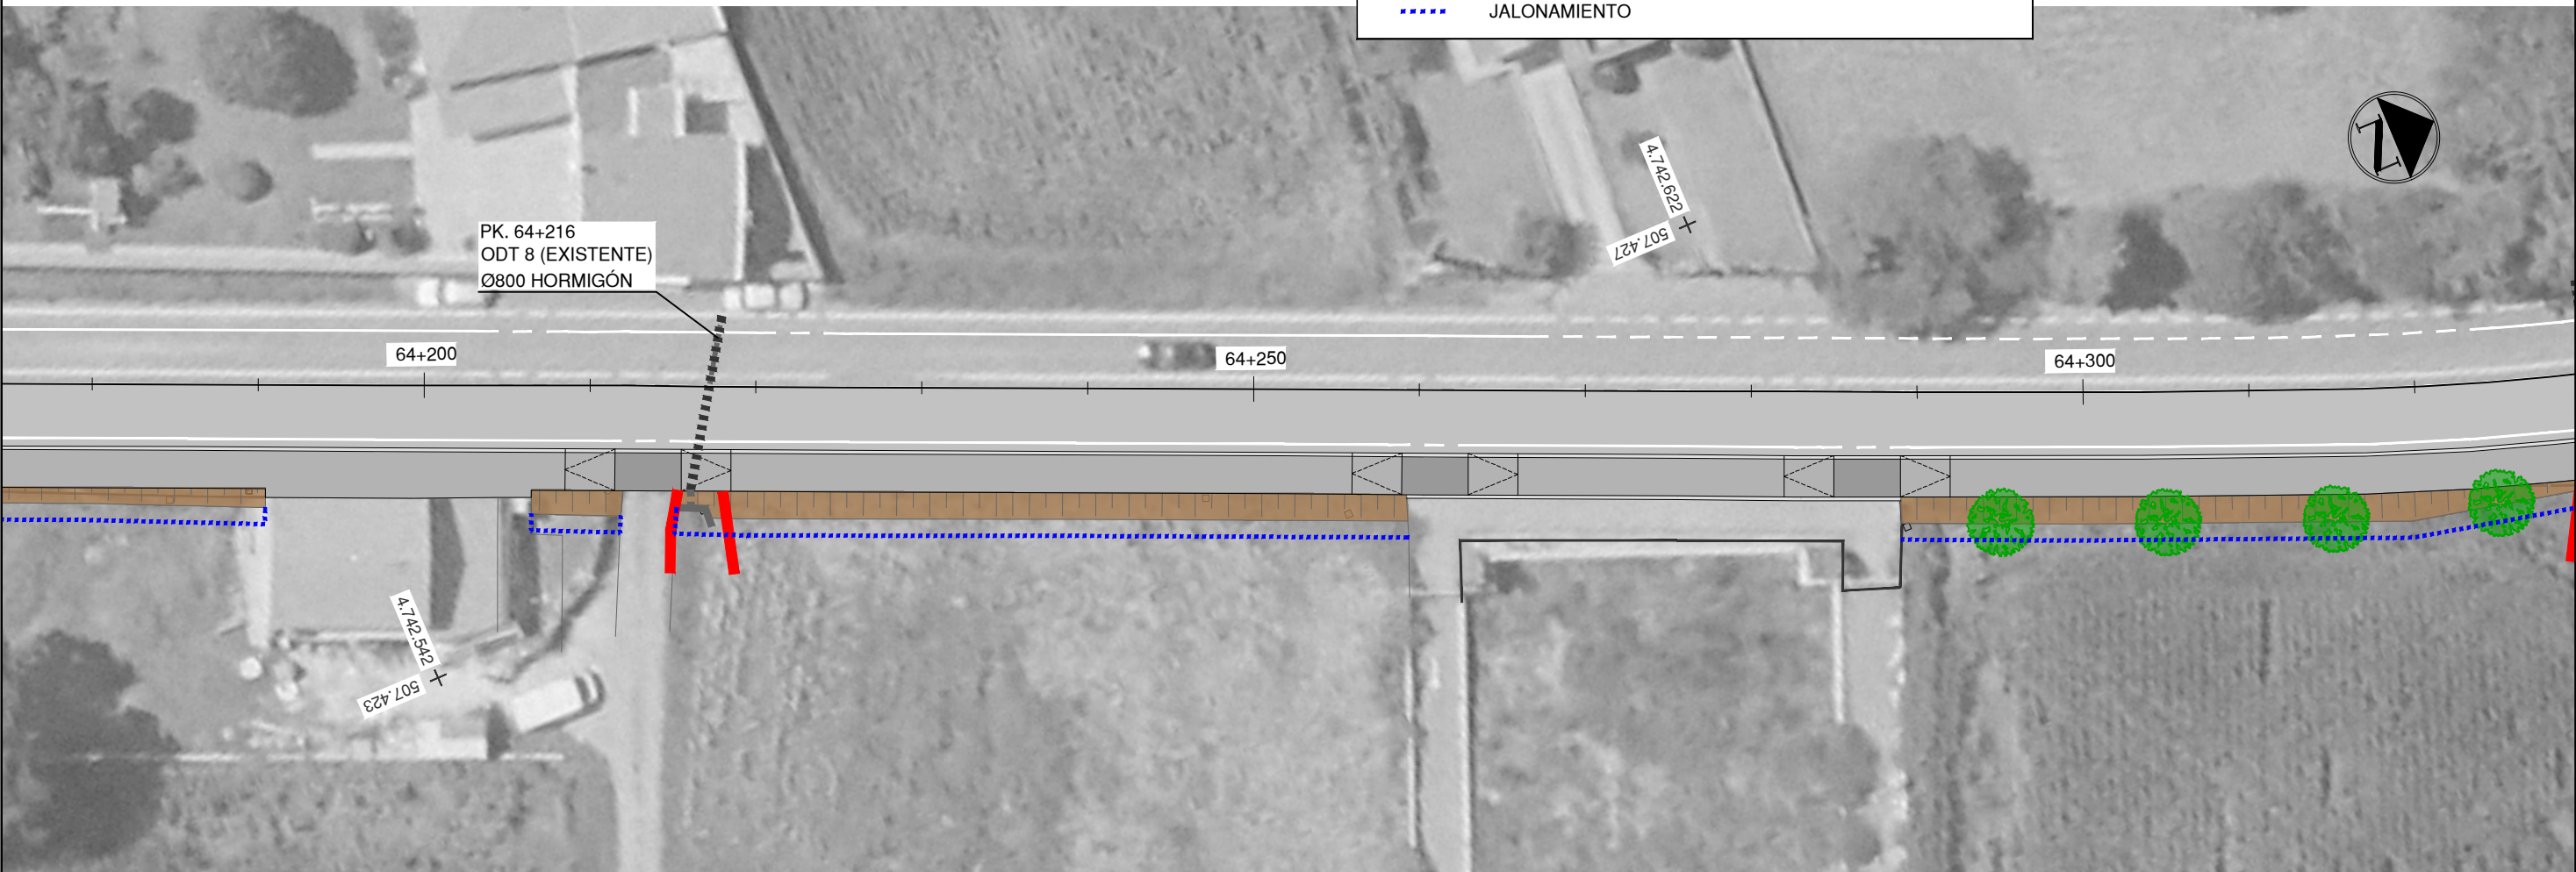 JALONAMIENTO
4.742.622
507.427
PK. 64+216
ODT 8 (EXISTENTE)
Ø800 HORMIGÓN
64+200
64+250
64+300
4.742.542
507.423
N